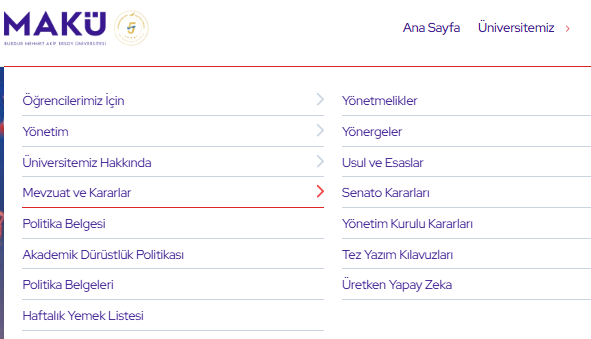 MAKÜ
BURDUR MEHMET AKİF ERSOY ÜNİVERSİTESİ
Ana Sayfa
Üniversitemiz
Öğrencilerimiz İçin
Yönetim
Üniversitemiz Hakkında
Mevzuat ve Kararlar
Politika Belgesi
Akademik Dürüstlük Politikası
Politika Belgeleri
Haftalık Yemek Listesi
Yönetmelikler
Yönergeler
Usul ve Esaslar
Senato Kararları
Yönetim Kurulu Kararları
Tez Yazım Kılavuzları
Üretken Yapay Zeka